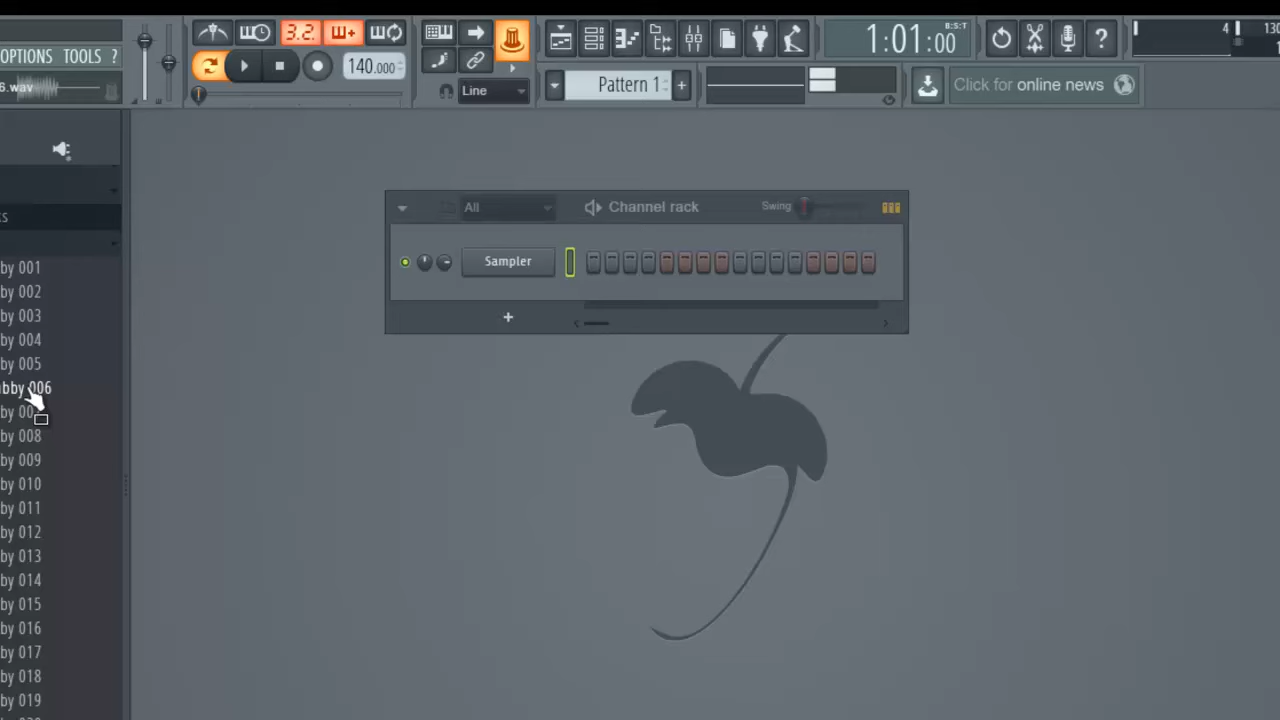 OPTIONS TOOLS ?
6.wav
3.2.
140.000
Line
Pattern 1
1:01:00
B:S:T
Click for online news
4
130
All
Channel rack
Swing
Sampler
ks
by 001
by 002
by 003
by 004
by 005
bby 006
by 00
by 008
by 009
by 010
by 011
by 012
by 013
by 014
by 015
by 016
by 017
by 018
by 019